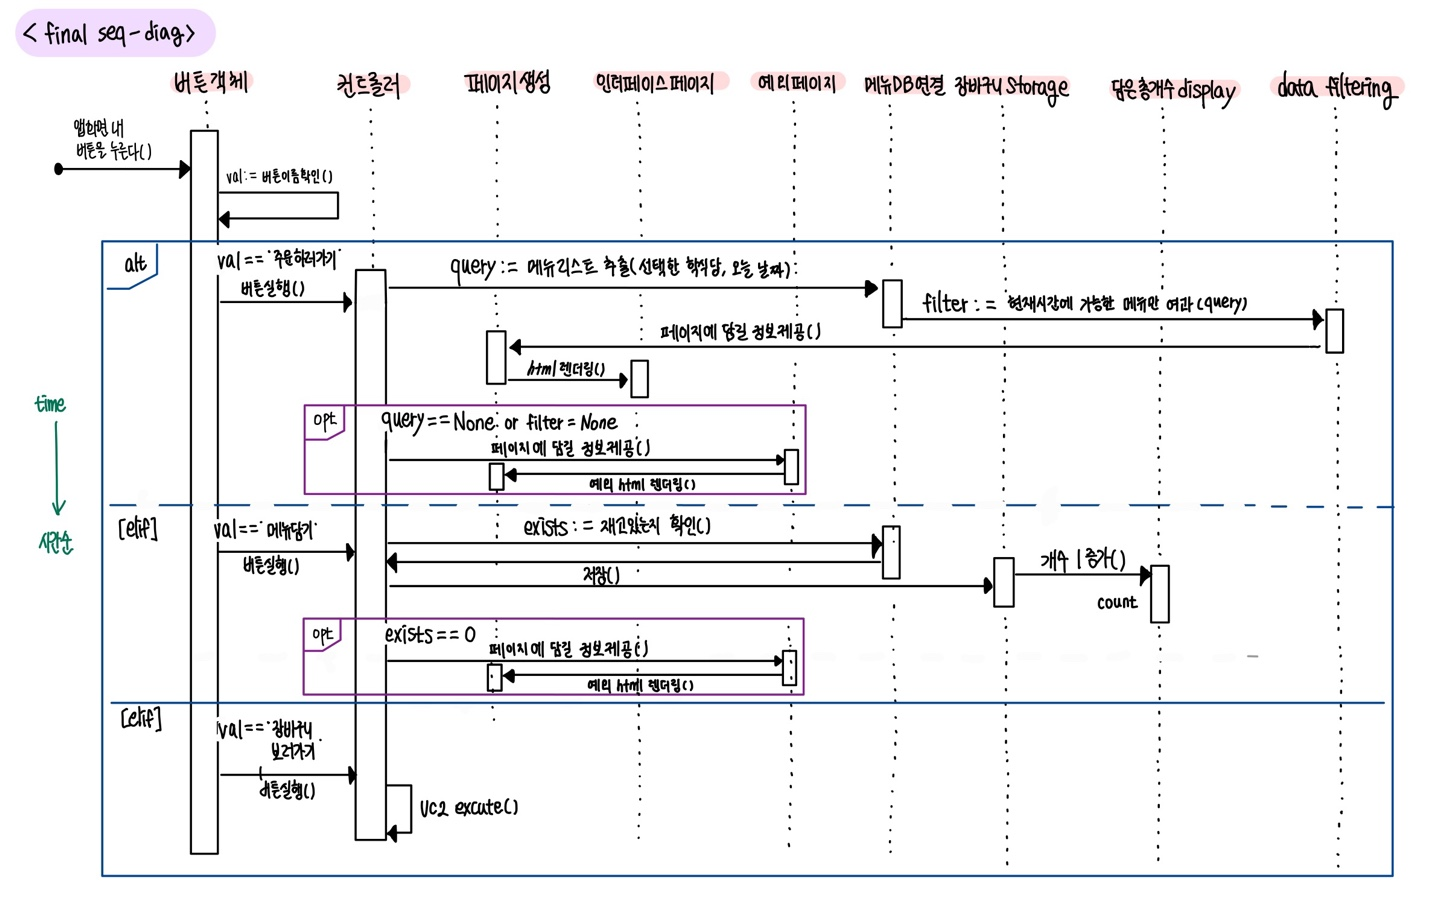 < final seq-diag>
버튼객체
컨트롤러
페이지생성
인터페이스페이지
예외페이지
메뉴DB연결
장바구니 Storage
담은총개수 display
data filtering
앱화면 내
버튼을 누른다()
val:= 버튼이름확인()
alt
val == '주문하러가기'
버튼실행()
query:= 메뉴리스트 추출(선택한 학식당, 오늘 날짜):
filter:= 현재시간에 가능한 메뉴만 여과(query)
페이지에 담길 정보제공()
html 렌더링()
time
opt
query==None or filter=None
페이지에 담길 정보제공()
예외 html 렌더링()
[elif]
val=='메뉴담기'
exists:= 재고있는지 확인()
시간순
버튼실행()
저장()
개수 1증가()
count
opt
exists==0
페이지에 담길 정보제공()
예외 html 렌더링()
[elif]
val=='장바구니
보러가기'
버튼실행()
Uc2 excute()